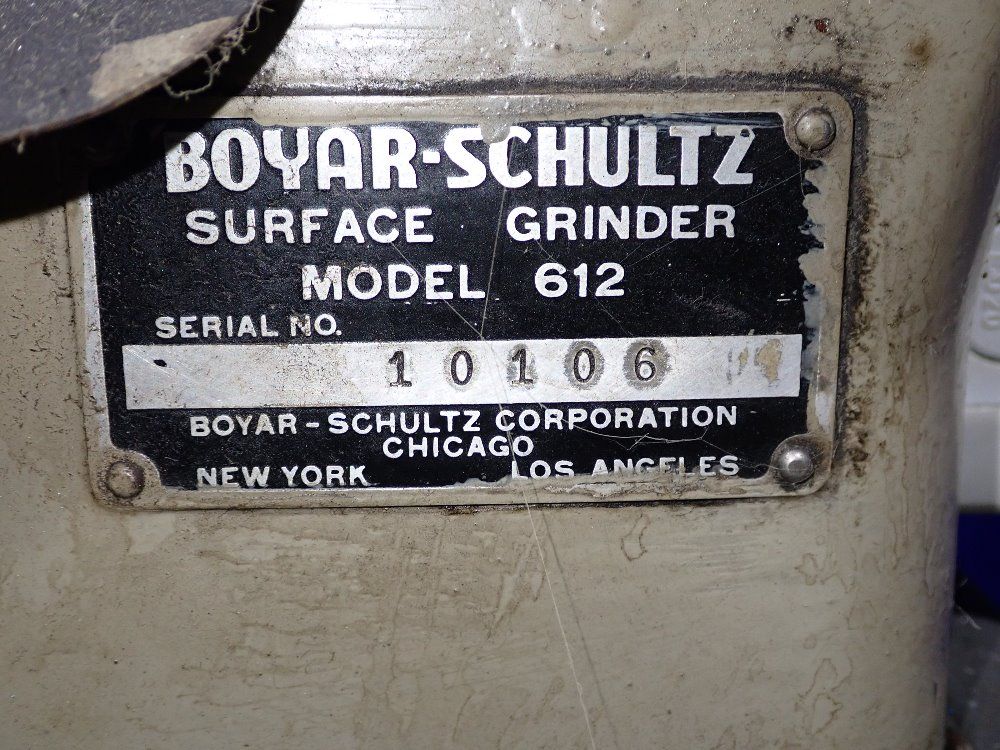 BOYAR-SCHULTZ
SURFACE GRINDER
MODEL 612
SERIAL NO.
10106
BOYAR-SCHULTZ CORPORATION
CHICAGO
NEW YORK LOS ANGELES